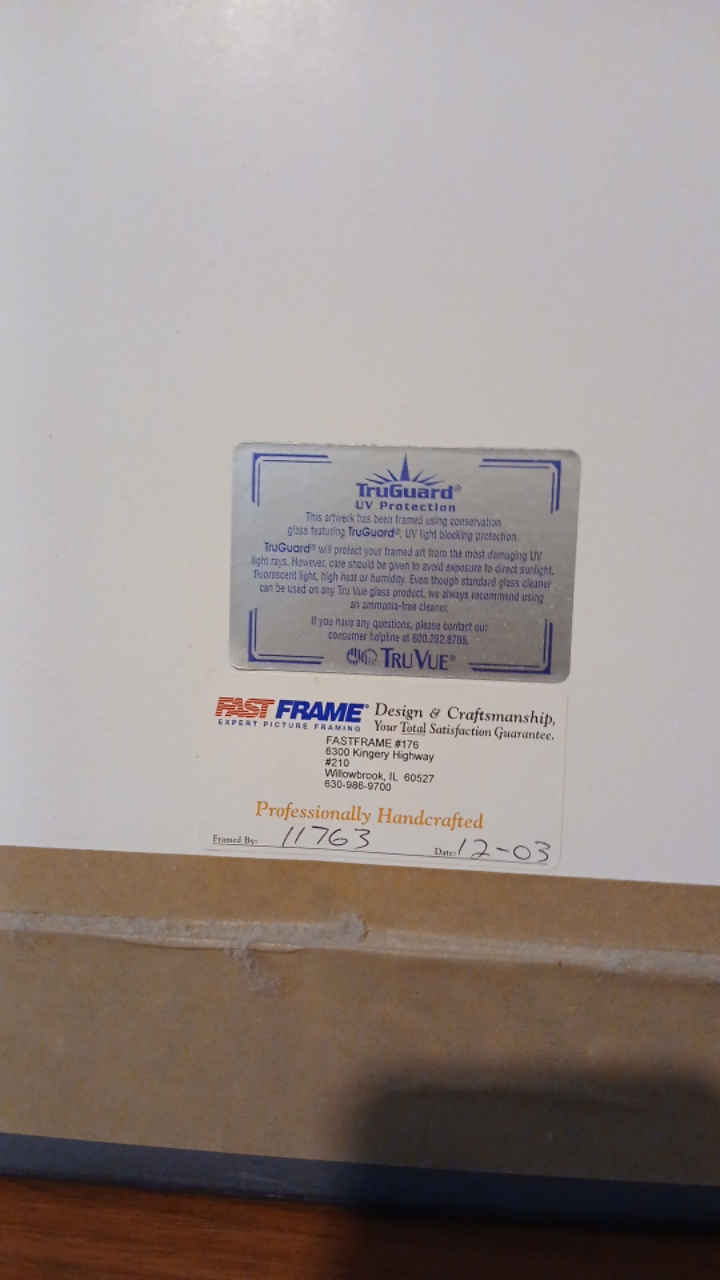 TruGuard®
UV Protection
This artwork has been framed using conservation
glass featuring TruGuard®, UV light blocking protection.
TruGuard® will protect your framed art from the most damaging UV
light rays. However, care should be given to avoid exposure to direct sunlight,
fluorescent light, high heat or humidity. Even though standard glass cleaner
can be used on any Tru Vue glass product, we always recommend using
an ammonia-free cleaner.
If you have any questions, please contact our
consumer helpline at 800.282.8788.
TRU VUE®
FAST FRAME®
EXPERT PICTURE FRAMING
Design & Craftsmanship,
Your Total Satisfaction Guarantee.
FASTFRAME #176
6300 Kingery Highway
#210
Willowbrook, IL 60527
630-986-9700
Professionally Handcrafted
Framed By: 11763 Date: 12-03